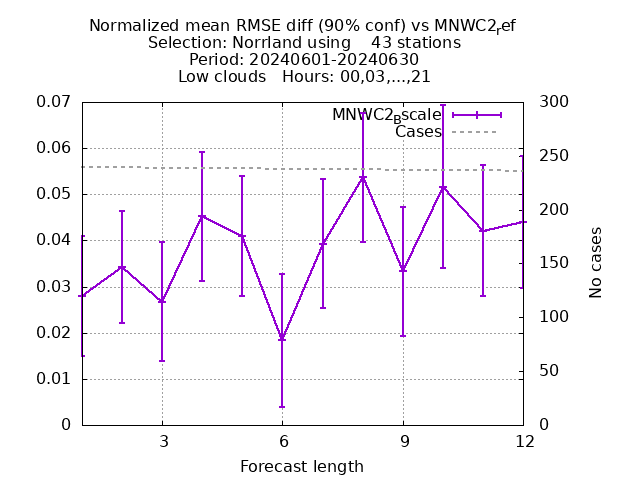 Normalized mean RMSE diff (90% conf) vs MNWC2ref
Selection: Norrland using 43 stations
Period: 20240601-20240630
Low clouds Hours: 00,03,...,21
MNWC2Bscale
Cases
0.07
0.06
0.05
0.04
0.03
0.02
0.01
0
300
250
200
150
100
50
0
No cases
3 6 9 12
Forecast length